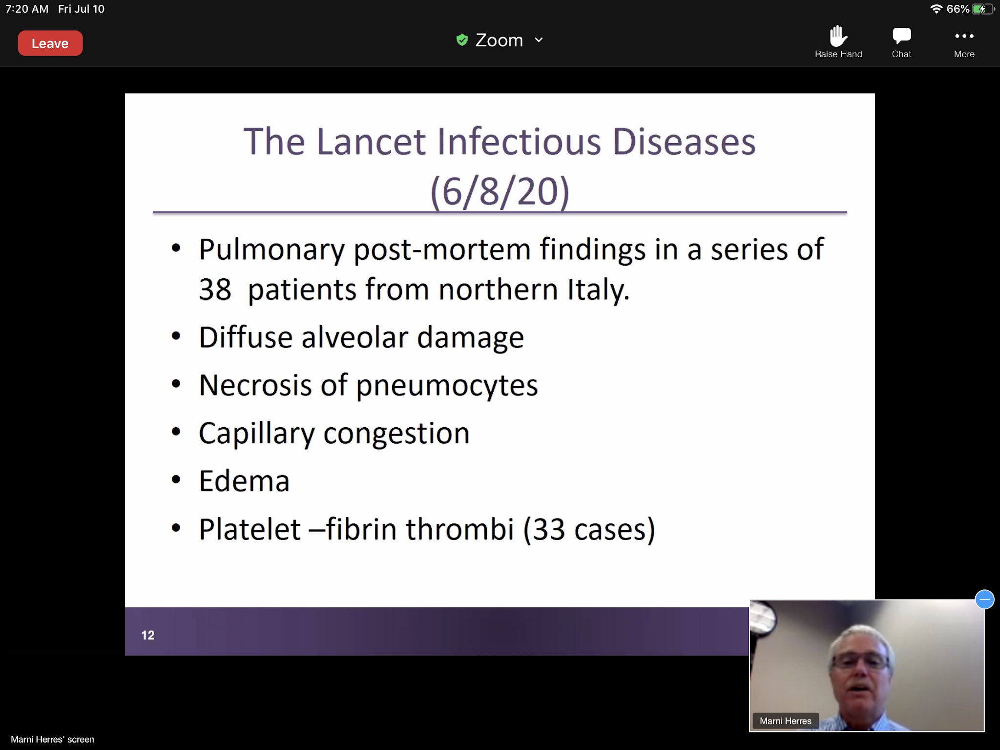 7:20 AM Fri Jul 10
66%
Leave
Zoom
Raise Hand
Chat
More
The Lancet Infectious Diseases
(6/8/20)
• Pulmonary post-mortem findings in a series of
38 patients from northern Italy.
• Diffuse alveolar damage
• Necrosis of pneumocytes
• Capillary congestion
• Edema
• Platelet –fibrin thrombi (33 cases)
12
Marni Herres
Marni Herres' screen